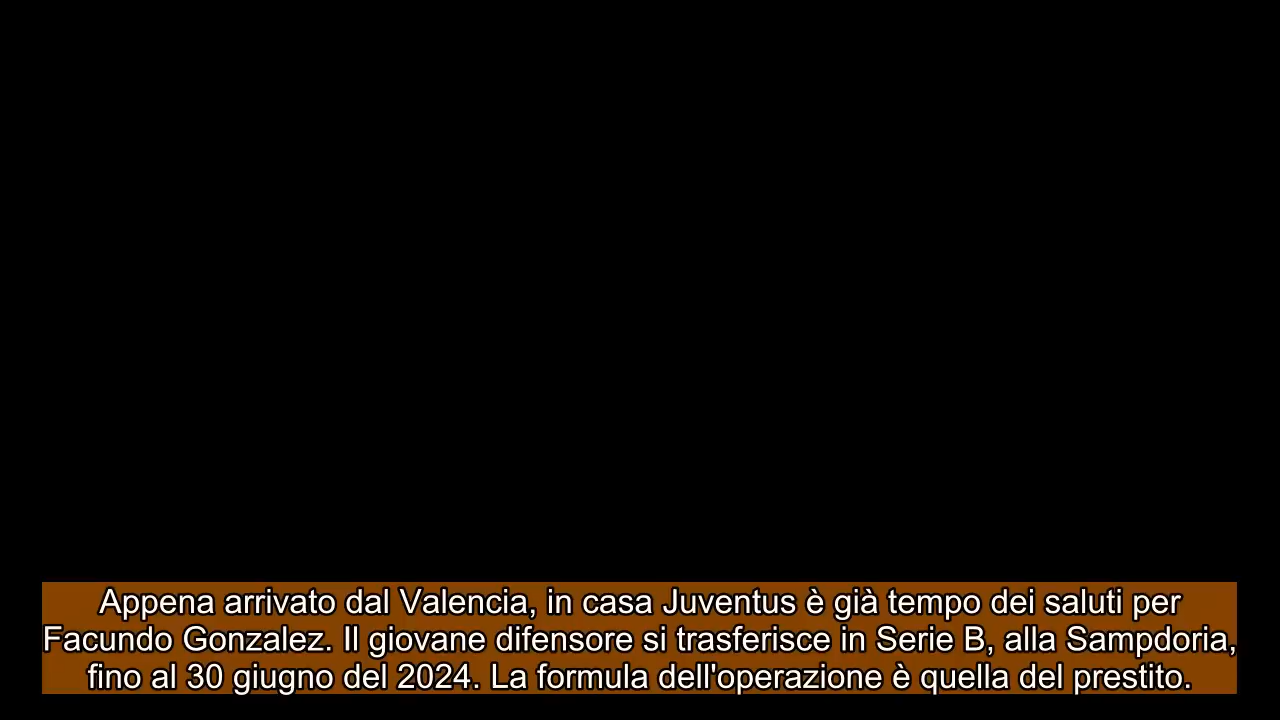 Appena arrivato dal Valencia, in casa Juventus è già tempo dei saluti per
Facundo Gonzalez. Il giovane difensore si trasferisce in Serie B, alla Sampdoria,
fino al 30 giugno del 2024. La formula dell'operazione è quella del prestito.